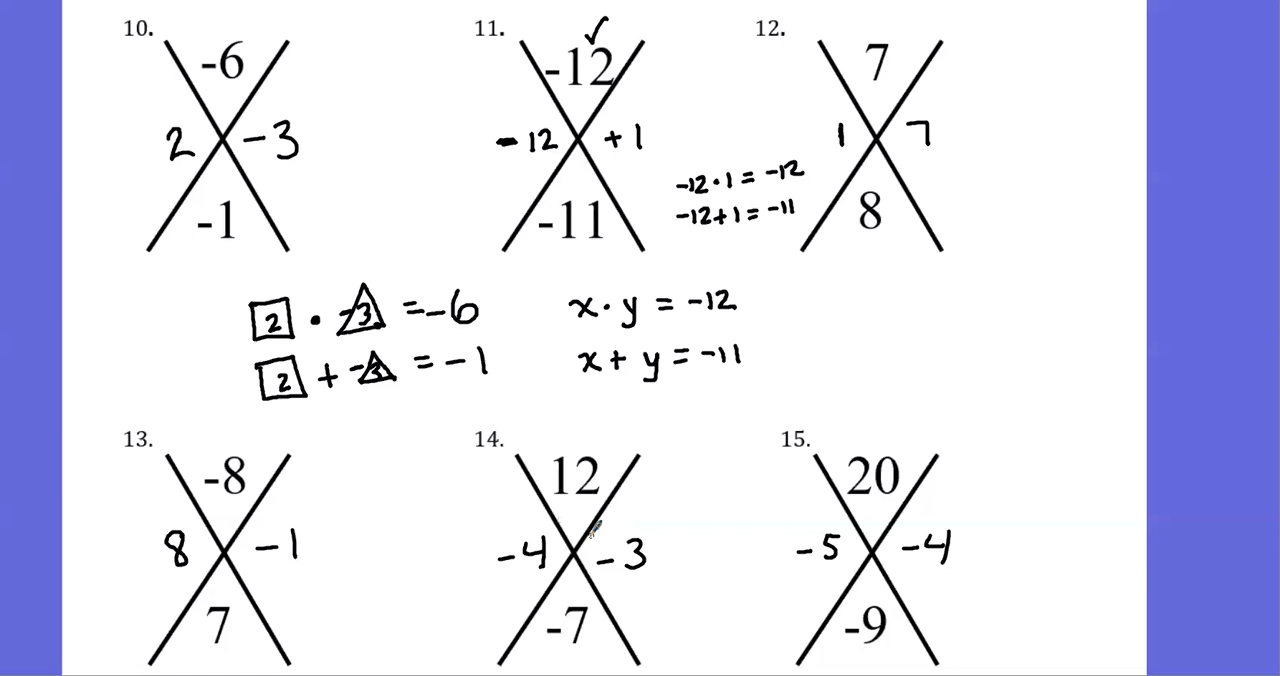 10. 11. 12.
-6 -12 ✓ 7
2 -3 -12 +1 1 7
-12 · 1 = -12
-12 + 1 = -11
-1 -11 8
2 · -3 = -6 x · y = -12
2 + -3 = -1 x + y = -11
13. 14. 15.
-8 12 20
8 -1 -4 -3 -5 -4
7 -7 -9